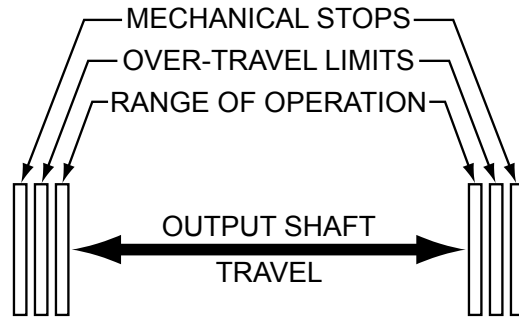 MECHANICAL STOPS
OVER-TRAVEL LIMITS
RANGE OF OPERATION
OUTPUT SHAFT
TRAVEL